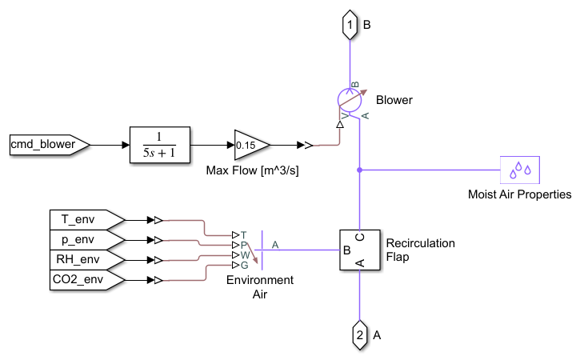 1 B
B
Blower
V A
cmd_blower
1
5s + 1
0.15
Max Flow [m^3/s]
Moist Air Properties
T_env
p_env
RH_env
CO2_env
T
P
W
G
A
Environment
Air
C
B
A
Recirculation
Flap
2 A